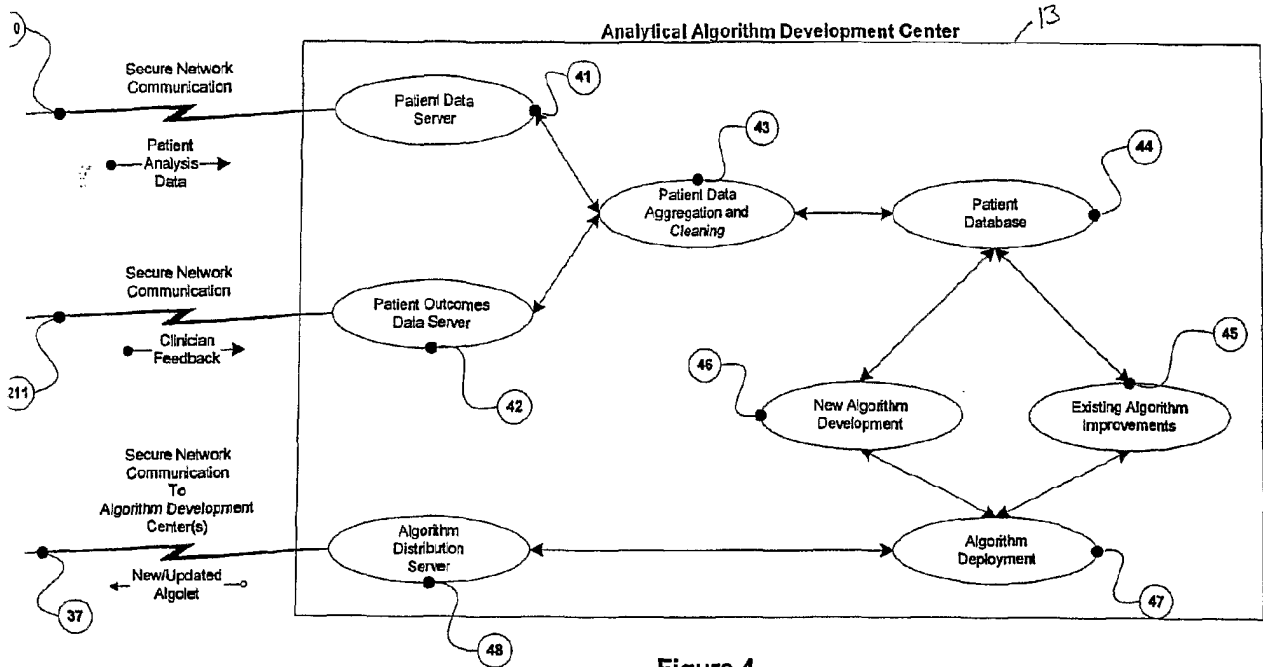 Analytical Algorithm Development Center
13
0
Secure Network
Communication
Patient
Analysis
Data
Patient Data
Server
41
43
Patient Data
Aggregation and
Cleaning
44
Patient
Database
Secure Network
Communication
Clinician
Feedback
211
Patient Outcomes
Data Server
42
46
New Algorithm
Development
45
Existing Algorithm
Improvements
Secure Network
Communication
To
Algorithm Development
Center(s)
New/Updated
Algolet
37
Algorithm
Distribution
Server
48
Algorithm
Deployment
47
Figure 4